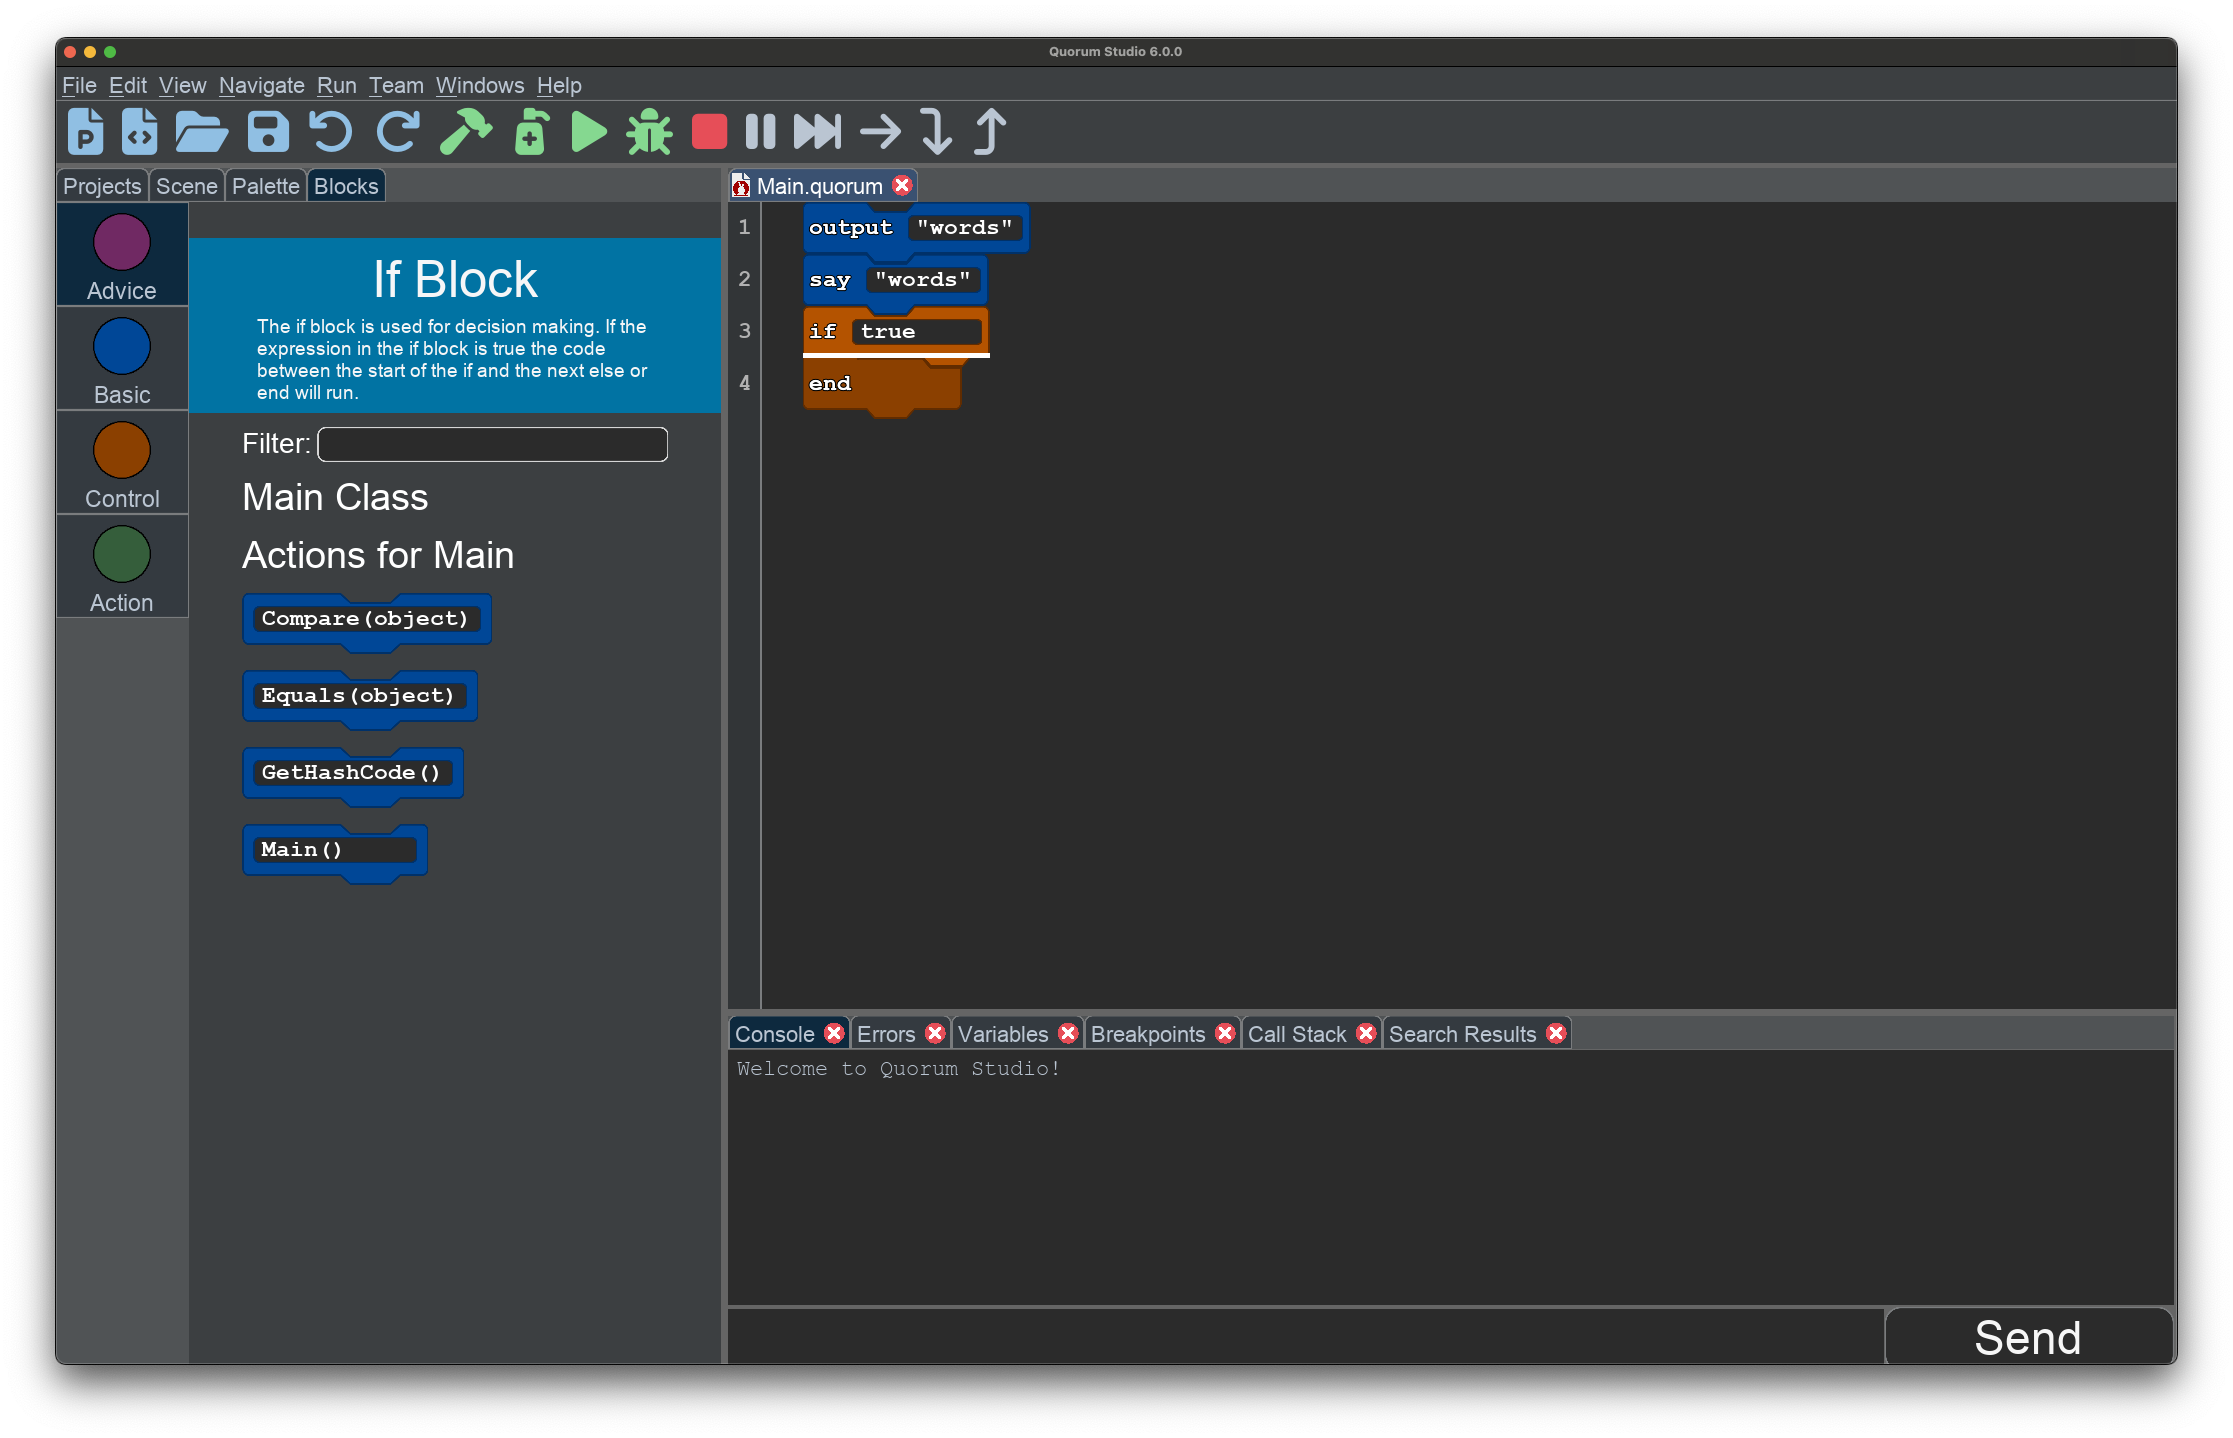 Quorum Studio 6.0.0
File Edit View Navigate Run Team Windows Help
P
Projects Scene Palette Blocks
Advice
Basic
Control
Action
If Block
The if block is used for decision making. If the
expression in the if block is true the code
between the start of the if and the next else or
end will run.
Filter:
Main Class
Actions for Main
Compare(object)
Equals(object)
GetHashCode()
Main()
Main.quorum
1 output "words"
2 say "words"
3 if true
4 end
Console Errors Variables Breakpoints Call Stack Search Results
Welcome to Quorum Studio!
Send